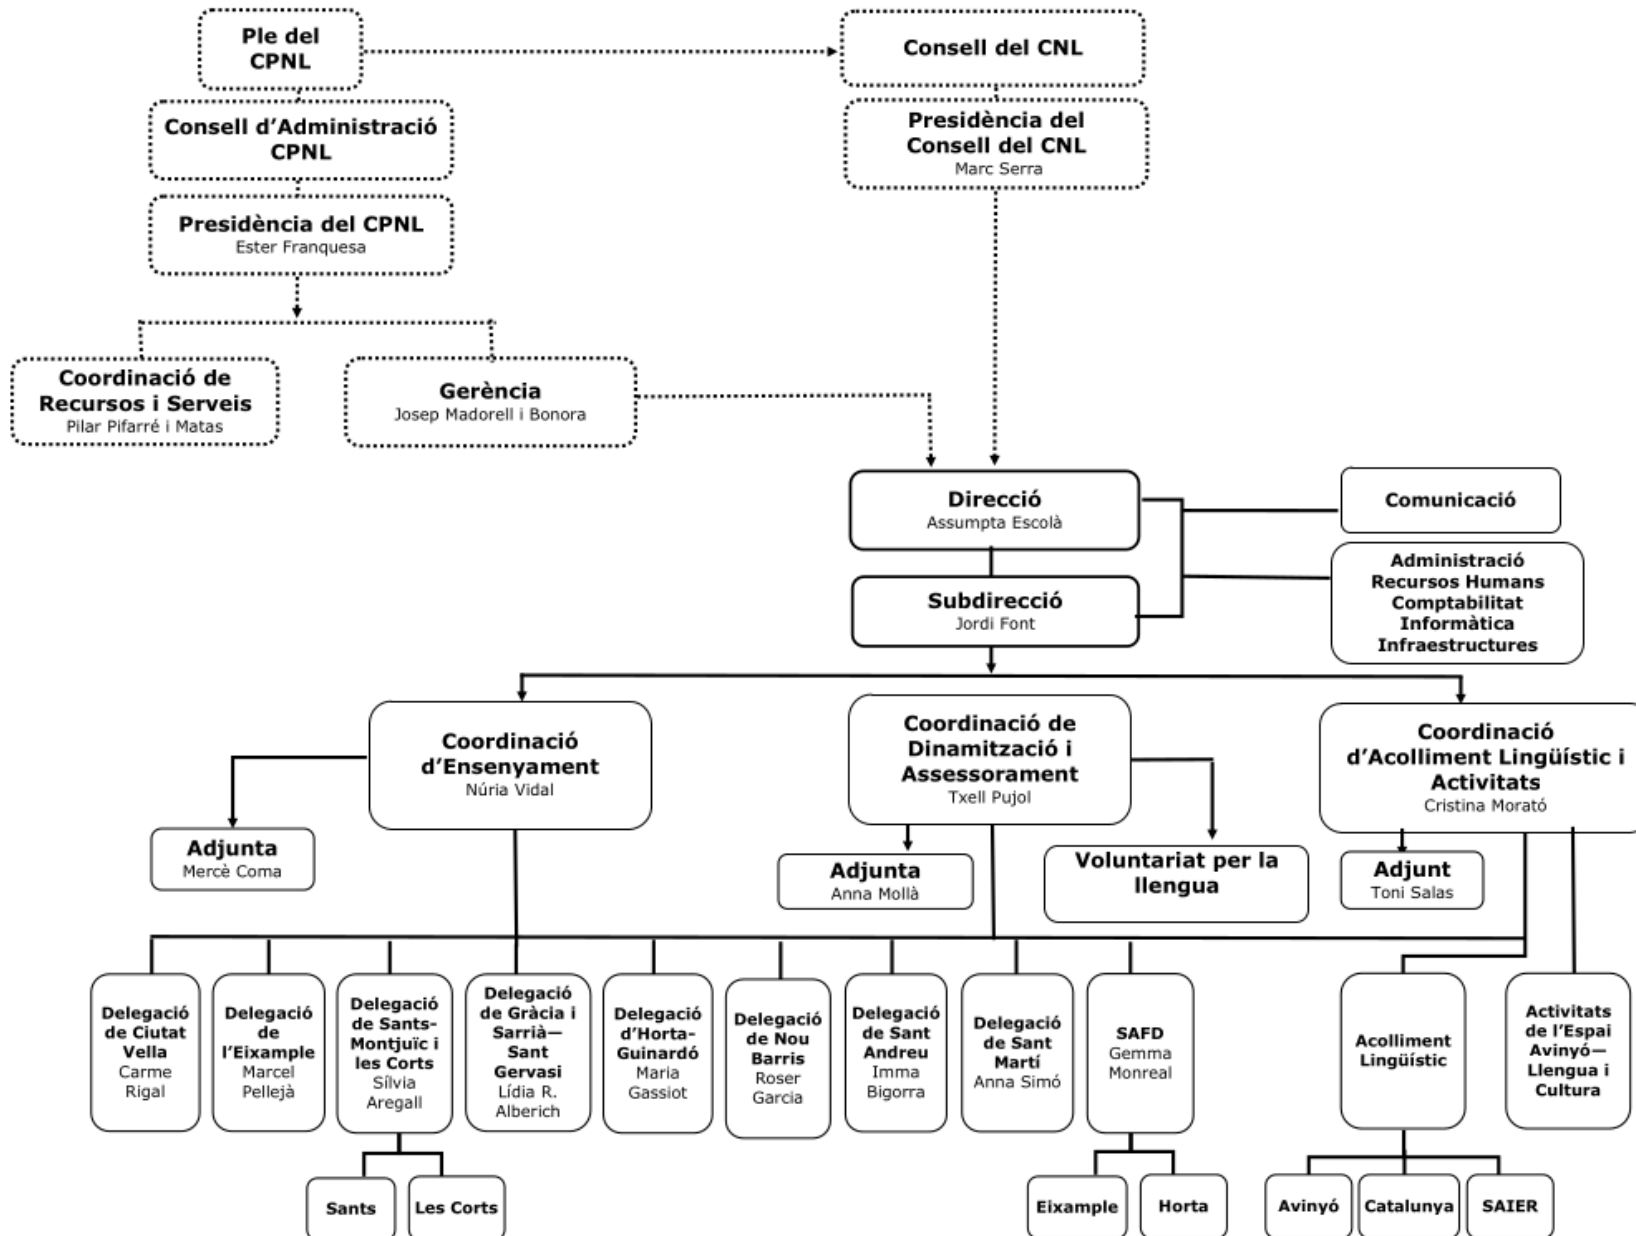 Ple del
CPNL
Consell del CNL
Consell d’Administració
CPNL
Presidència del
Consell del CNL
Marc Serra
Presidència del CPNL
Ester Franquesa
Coordinació de
Recursos i Serveis
Pilar Pifarré i Matas
Gerència
Josep Madorell i Bonora
Direcció
Assumpta Escolà
Comunicació
Administració
Recursos Humans
Comptabilitat
Informàtica
Infraestructures
Subdirecció
Jordi Font
Coordinació
d’Ensenyament
Núria Vidal
Coordinació de
Dinamització i
Assessorament
Txell Pujol
Coordinació
d’Acolliment Lingüístic i
Activitats
Cristina Morató
Adjunta
Mercè Coma
Adjunta
Anna Mollà
Voluntariat per la
llengua
Adjunt
Toni Salas
Delegació
de Ciutat
Vella
Carme
Rigal
Delegació
de
l’Eixample
Marcel
Pellejà
Delegació
de Sants-
Montjuïc i
les Corts
Sílvia
Aregall
Delegació
de Gràcia i
Sarrià—
Sant
Gervasi
Lídia R.
Alberich
Delegació
d’Horta-
Guinardó
Maria
Gassiot
Delegació
de Nou
Barris
Roser
Garcia
Delegació
de Sant
Andreu
Imma
Bigorra
Delegació
de Sant
Martí
Anna Simó
SAFD
Gemma
Monreal
Acolliment
Lingüístic
Activitats
de l’Espai
Avinyó—
Llengua i
Cultura
Sants
Les Corts
Eixample
Horta
Avinyó
Catalunya
SAIER